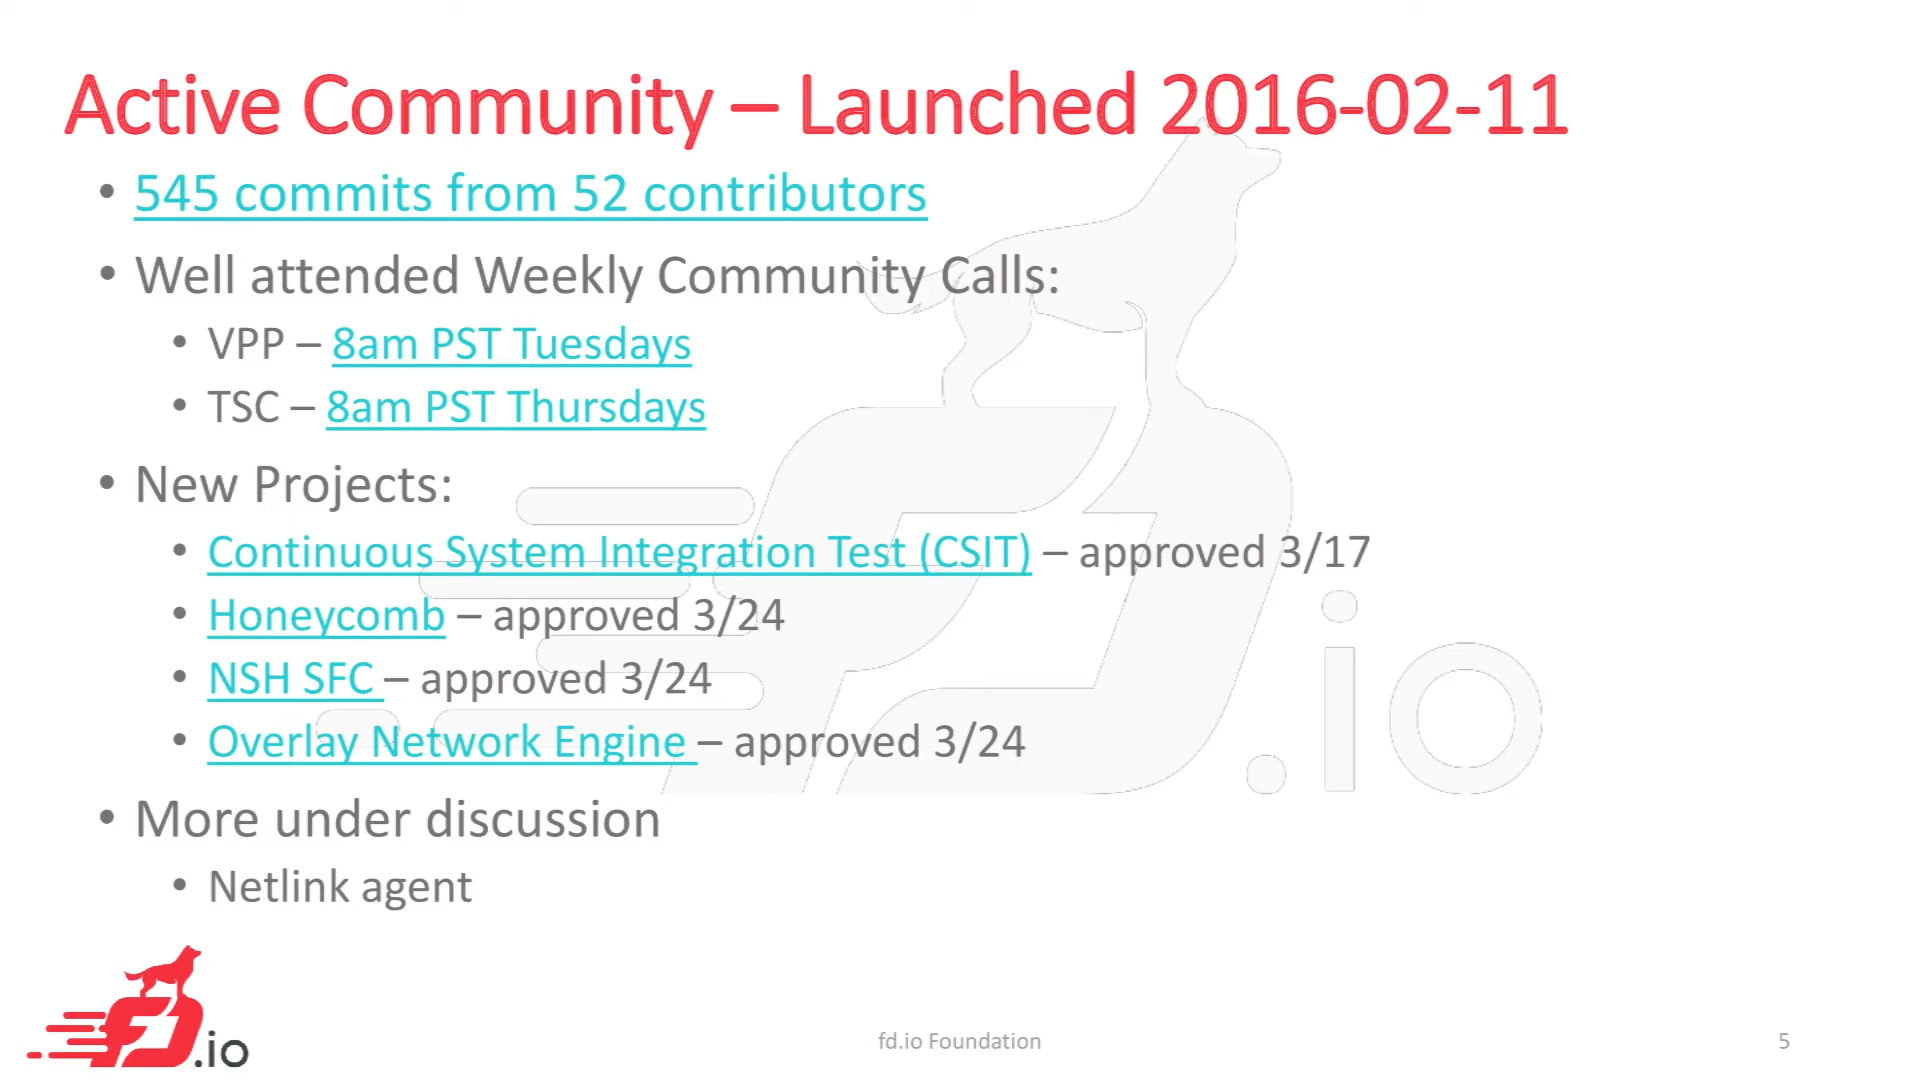 Active Community – Launched 2016-02-11
• 545 commits from 52 contributors
• Well attended Weekly Community Calls:
• VPP – 8am PST Tuesdays
• TSC – 8am PST Thursdays
• New Projects:
• Continuous System Integration Test (CSIT) – approved 3/17
• Honeycomb – approved 3/24
• NSH SFC – approved 3/24
• Overlay Network Engine – approved 3/24
• More under discussion
• Netlink agent
FD.io
fd.io Foundation
5